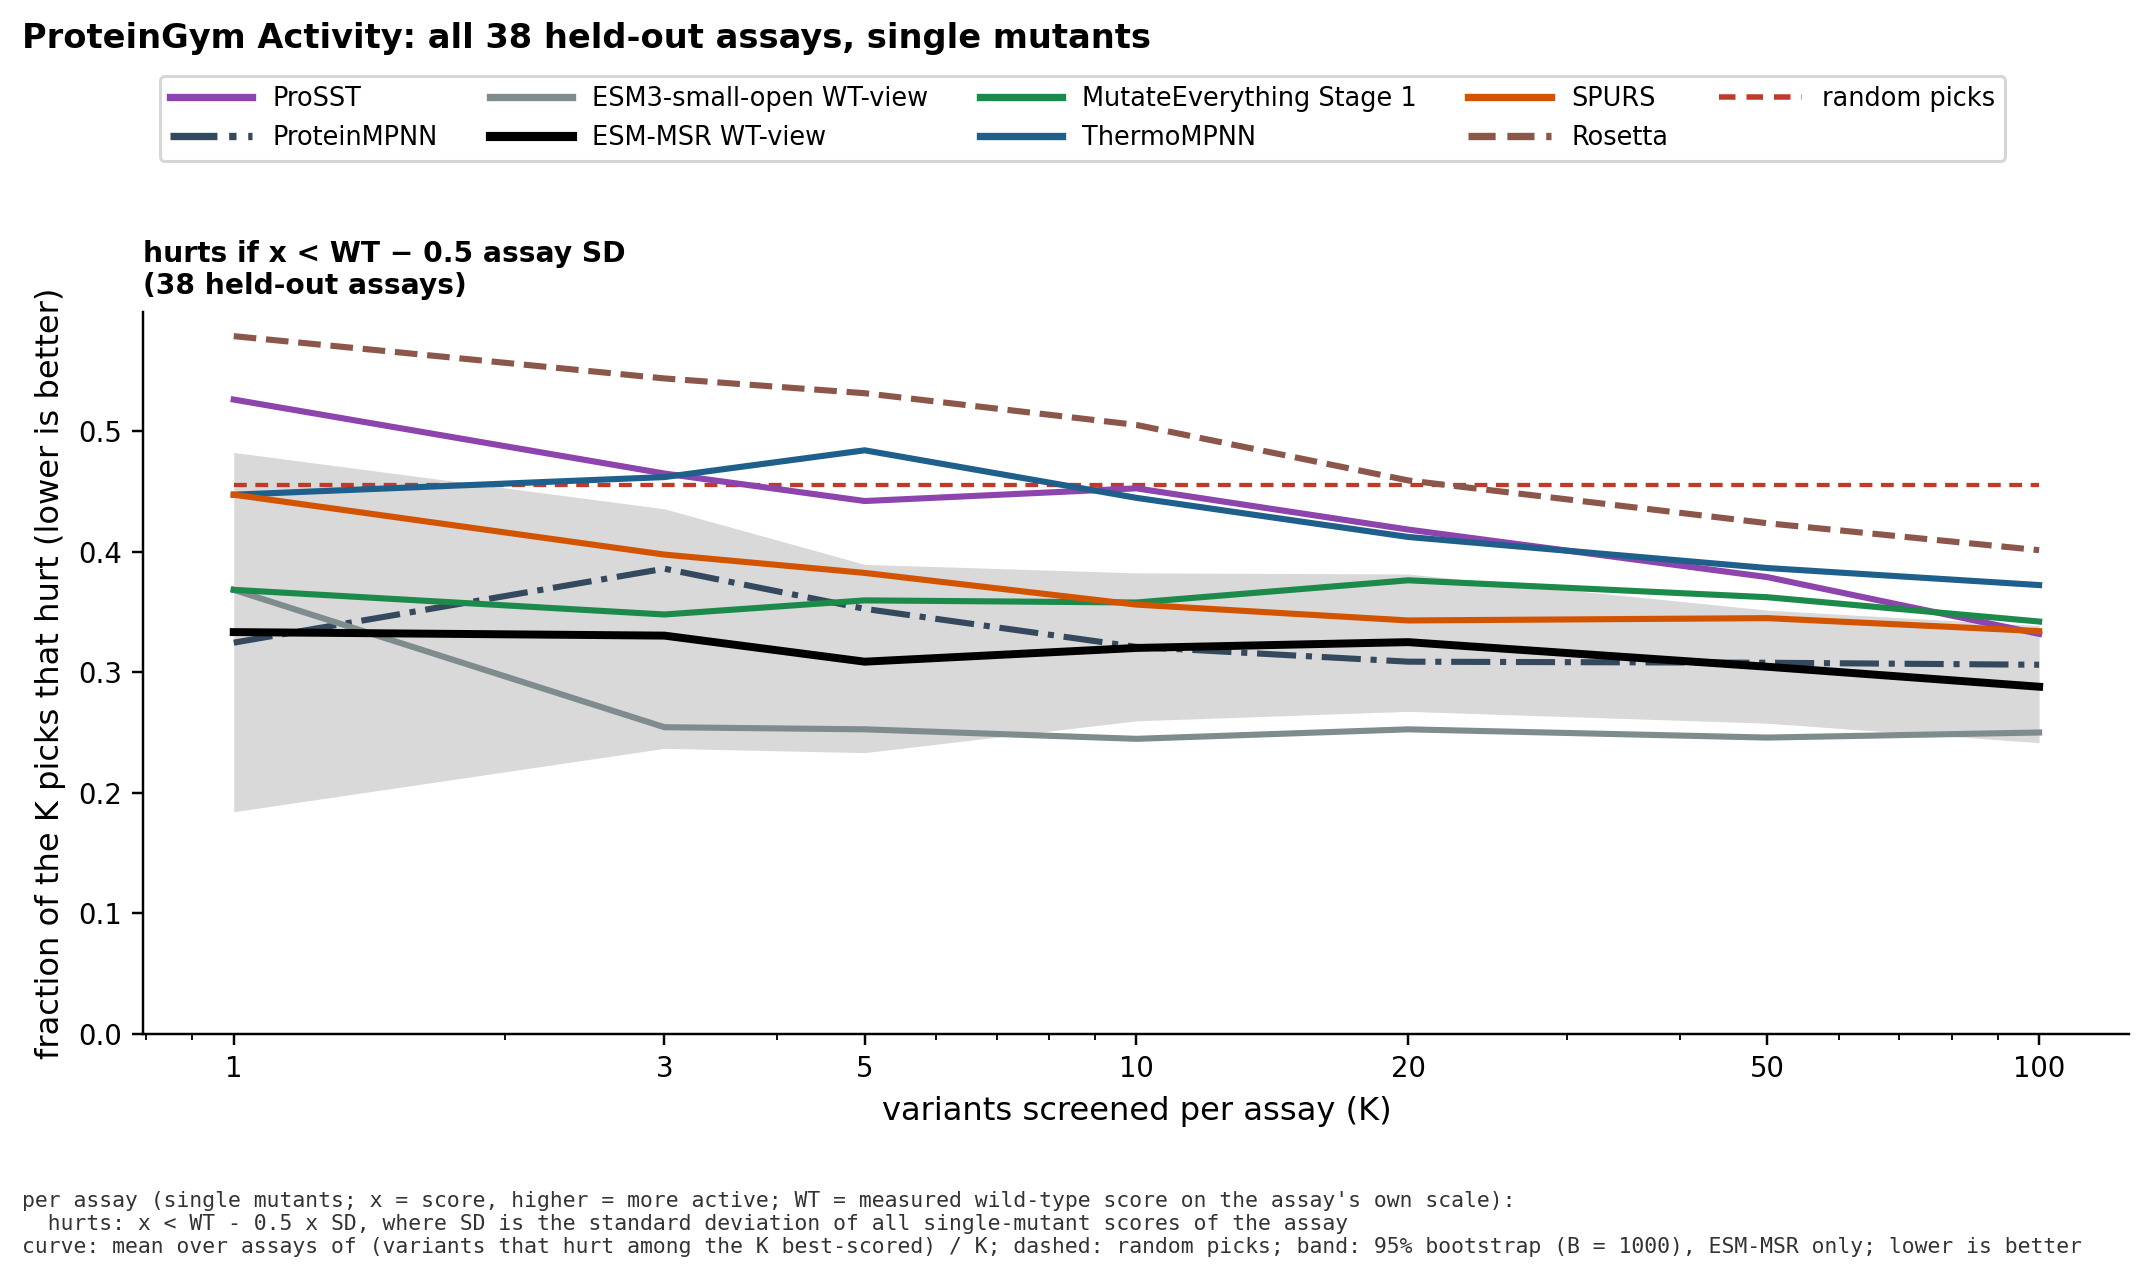 ProteinGym Activity: all 38 held-out assays, single mutants
ProSST
ProteinMPNN
ESM3-small-open WT-view
ESM-MSR WT-view
MutateEverything Stage 1
ThermoMPNN
SPURS
Rosetta
random picks
hurts if x < WT − 0.5 assay SD
(38 held-out assays)
fraction of the K picks that hurt (lower is better)
0.5
0.4
0.3
0.2
0.1
0.0
1 3 5 10 20 50 100
variants screened per assay (K)
per assay (single mutants; x = score, higher = more active; WT = measured wild-type score on the assay's own scale):
hurts: x < WT - 0.5 x SD, where SD is the standard deviation of all single-mutant scores of the assay
curve: mean over assays of (variants that hurt among the K best-scored) / K; dashed: random picks; band: 95% bootstrap (B = 1000), ESM-MSR only; lower is better